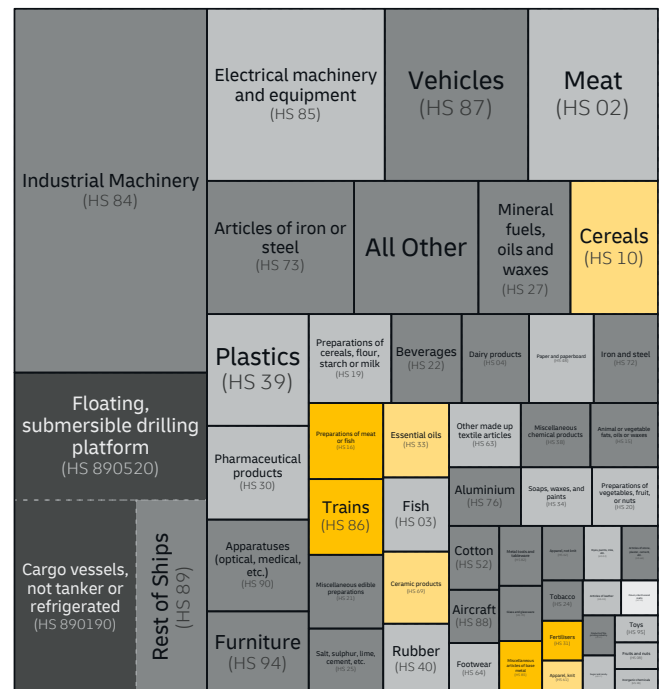 Industrial Machinery
(HS 84)
Electrical machinery
and equipment
(HS 85)
Vehicles
(HS 87)
Meat
(HS 02)
Articles of iron or
steel
(HS 73)
All Other
Mineral
fuels,
oils and
waxes
(HS 27)
Cereals
(HS 10)
Floating,
submersible drilling
platform
(HS 890520)
Cargo vessels,
not tanker or
refrigerated
(HS 890190)
Rest of Ships
(HS 89)
Plastics
(HS 39)
Preparations of
cereals, flour,
starch or milk
(HS 19)
Beverages
(HS 22)
Dairy products
(HS 04)
Paper and paperboard
Iron and steel
(HS 72)
Pharmaceutical
products
(HS 30)
Preparations of meat
or fish
(HS 16)
Essential oils
(HS 33)
Other made up
textile articles
(HS 63)
Miscellaneous
chemical products
Animal or vegetable
fats, oils or waxes
Trains
(HS 86)
Fish
(HS 03)
Aluminium
(HS 76)
Soaps, waxes, and
paints
(HS 34)
Preparations of
vegetables, fruit,
or nuts
(HS 20)
Apparatuses
(optical, medical,
etc.)
(HS 90)
Miscellaneous edible
preparations
(HS 21)
Ceramic products
(HS 69)
Cotton
(HS 52)
Aircraft
(HS 88)
Tobacco
(HS 24)
Fertilisers
(HS 31)
Toys
(HS 95)
Furniture
(HS 94)
Salt, sulphur, lime,
cement, etc.
(HS 25)
Rubber
(HS 40)
Footwear
(HS 64)
Miscellaneous
articles of base
metal
Apparel, knit
Fruits and nuts
Inorganic chemicals